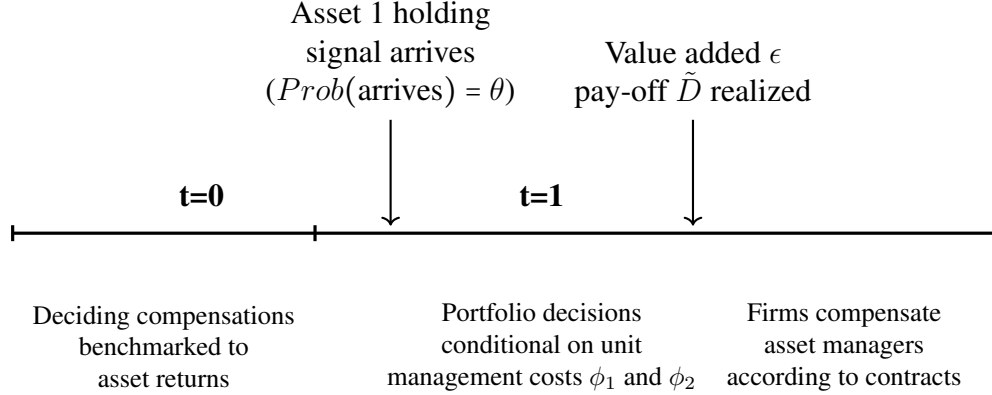 Asset 1 holding
signal arrives
(Prob(arrives) = θ)
Value added ϵ
pay-off D̃ realized
t=0
t=1
Deciding compensations
benchmarked to
asset returns
Portfolio decisions
conditional on unit
management costs ϕ₁ and ϕ₂
Firms compensate
asset managers
according to contracts